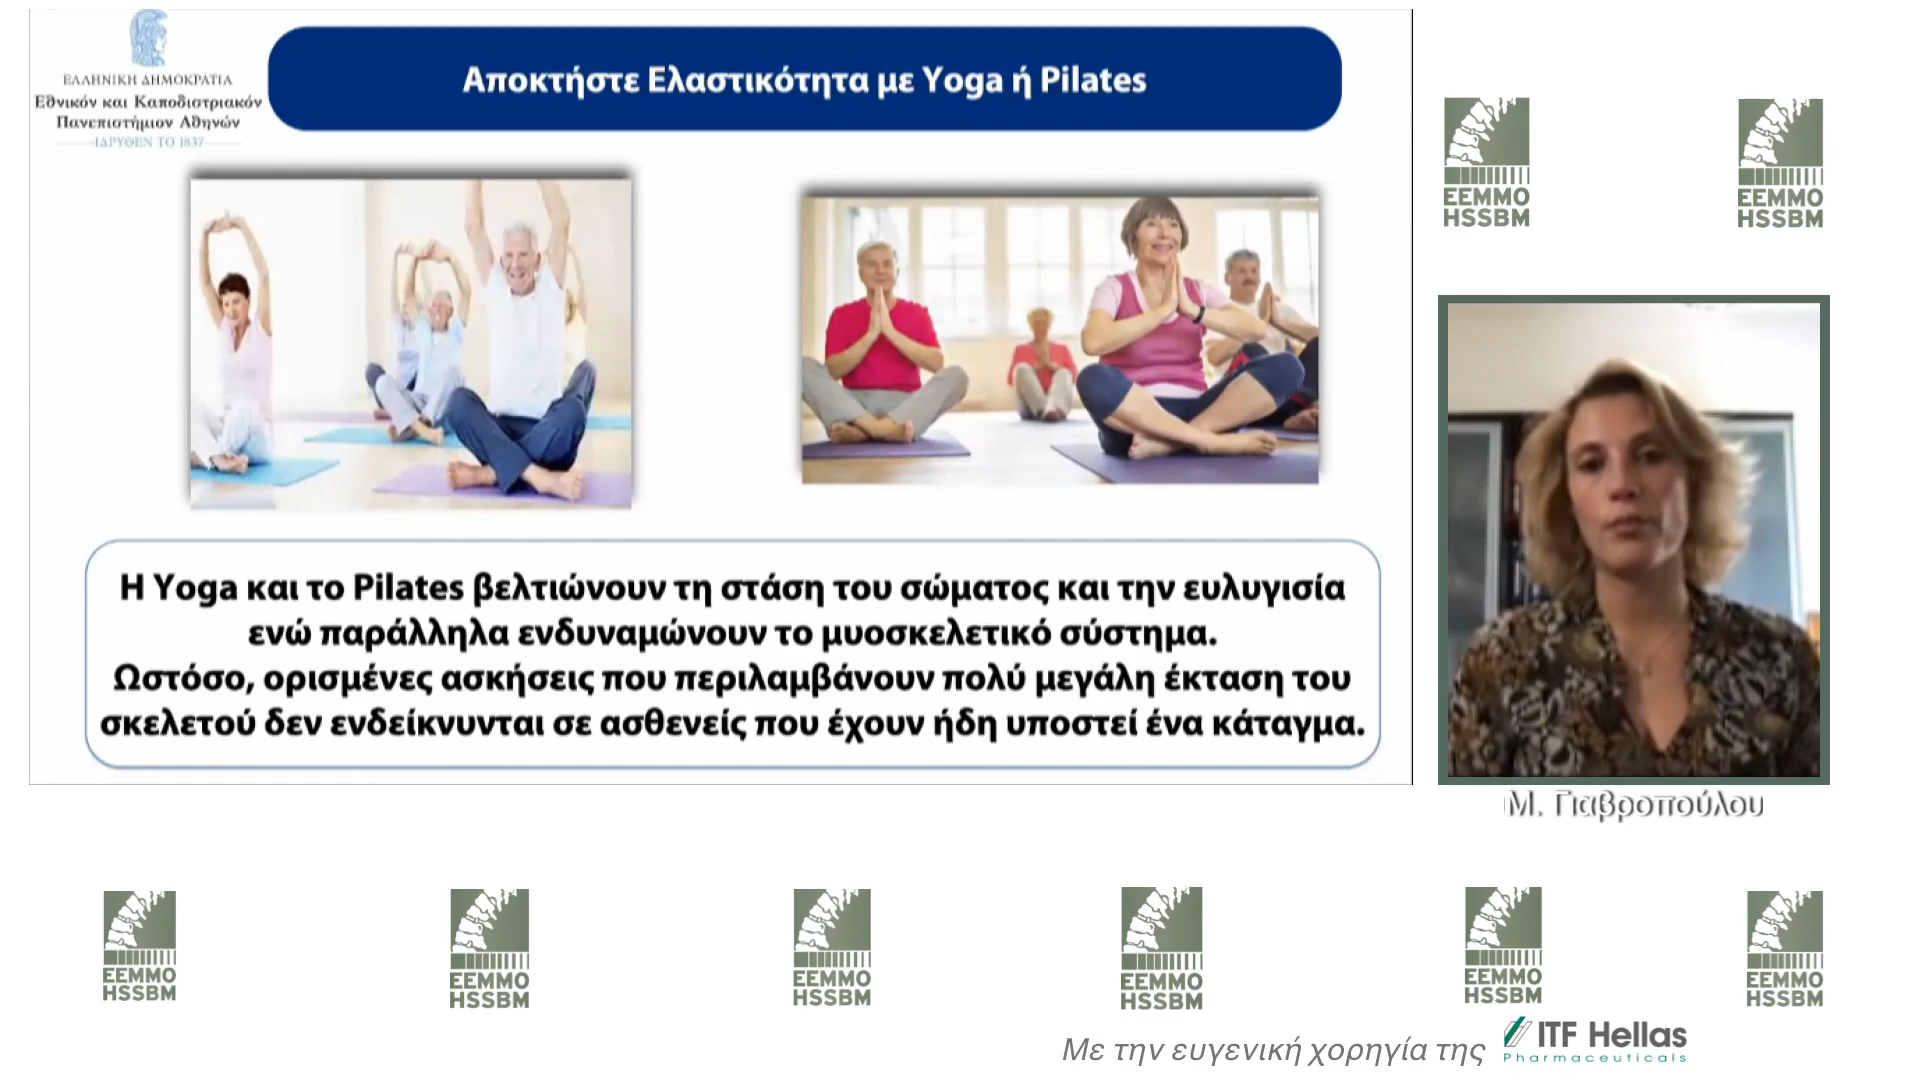 ΕΛΛΗΝΙΚΗ ΔΗΜΟΚΡΑΤΙΑ
Εθνικόν και Καποδιστριακόν
Πανεπιστήμιον Αθηνών
ΙΔΡΥΘΕΝ ΤΟ 1837
Αποκτήστε Ελαστικότητα με Yoga ή Pilates
Η Yoga και το Pilates βελτιώνουν τη στάση του σώματος και την ευλυγισία
ενώ παράλληλα ενδυναμώνουν το μυοσκελετικό σύστημα.
Ωστόσο, ορισμένες ασκήσεις που περιλαμβάνουν πολύ μεγάλη έκταση του
σκελετού δεν ενδείκνυνται σε ασθενείς που έχουν ήδη υποστεί ένα κάταγμα.
ΕΕΜΜΟ
HSSBM
ΕΕΜΜΟ
HSSBM
Μ. Γιαβροπούλου
ΕΕΜΜΟ
HSSBM
ΕΕΜΜΟ
HSSBM
ΕΕΜΜΟ
HSSBM
ΕΕΜΜΟ
HSSBM
ΕΕΜΜΟ
HSSBM
ΕΕΜΜΟ
HSSBM
Με την ευγενική χορηγία της
ITF Hellas
Pharmaceuticals